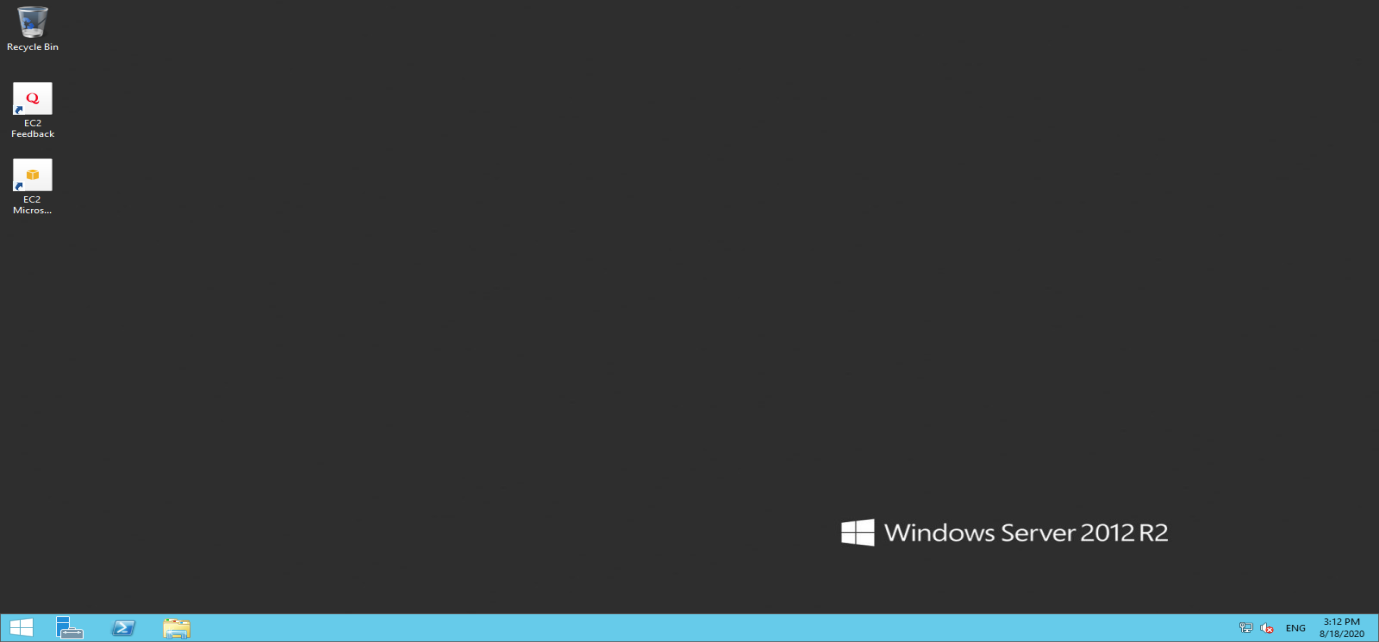 Recycle Bin
Q
EC2
Feedback
EC2
Micros...
Windows Server 2012 R2
ENG
3:12 PM
8/18/2020